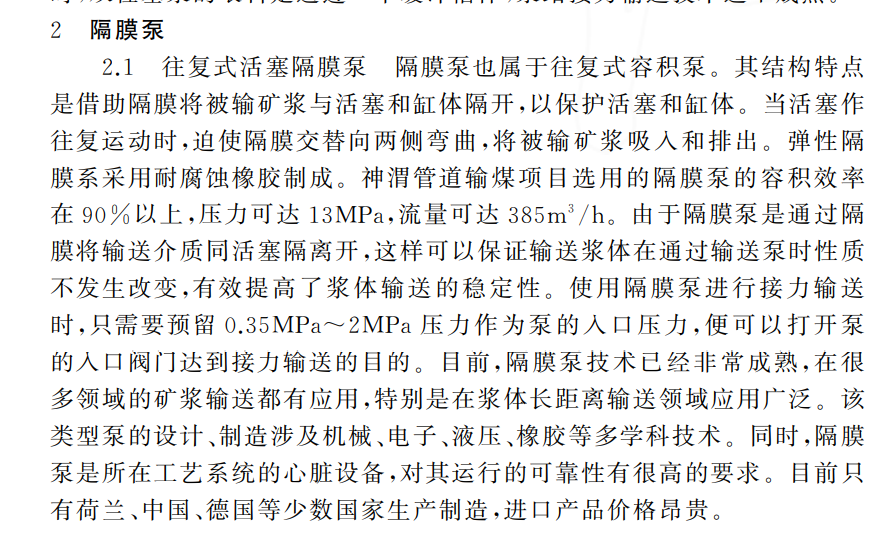 2 隔膜泵
2.1 往复式活塞隔膜泵 隔膜泵也属于往复式容积泵。其结构特点
是借助隔膜将被输矿浆与活塞和缸体隔开,以保护活塞和缸体。当活塞作
往复运动时,迫使隔膜交替向两侧弯曲,将被输矿浆吸入和排出。弹性隔
膜系采用耐腐蚀橡胶制成。神渭管道输煤项目选用的隔膜泵的容积效率
在90%以上,压力可达13MPa,流量可达385m³/h。由于隔膜泵是通过隔
膜将输送介质同活塞隔离开,这样可以保证输送浆体在通过输送泵时性质
不发生改变,有效提高了浆体输送的稳定性。使用隔膜泵进行接力输送
时,只需要预留0.35MPa～2MPa压力作为泵的入口压力,便可以打开泵
的入口阀门达到接力输送的目的。目前,隔膜泵技术已经非常成熟,在很
多领域的矿浆输送都有应用,特别是在浆体长距离输送领域应用广泛。该
类型泵的设计、制造涉及机械、电子、液压、橡胶等多学科技术。同时,隔膜
泵是所在工艺系统的心脏设备,对其运行的可靠性有很高的要求。目前只
有荷兰、中国、德国等少数国家生产制造,进口产品价格昂贵。